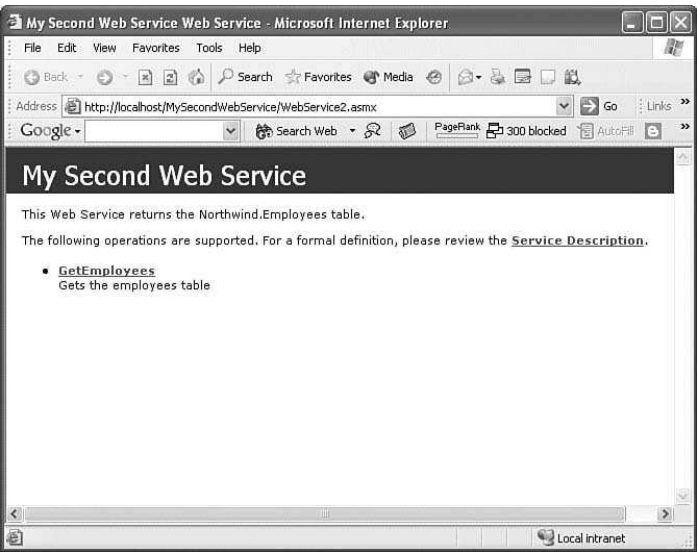 My Second Web Service Web Service - Microsoft Internet Explorer
File Edit View Favorites Tools Help
Back Search Favorites Media
Address http://localhost/MySecondWebService/WebService2.asmx Go Links »
Google Search Web PageRank 300 blocked AutoFill »
My Second Web Service
This Web Service returns the Northwind.Employees table.
The following operations are supported. For a formal definition, please review the Service Description.
• GetEmployees
Gets the employees table
Local intranet